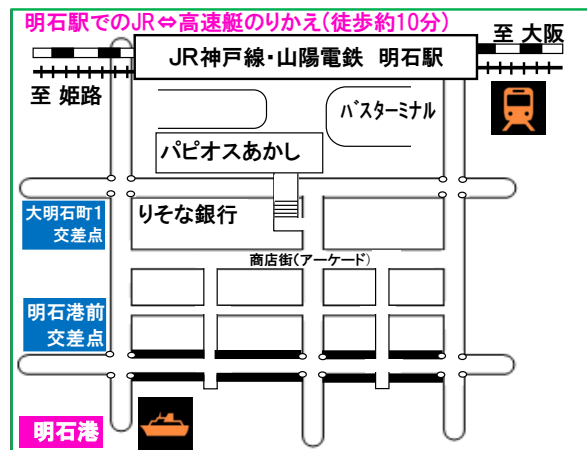 明石駅でのJR⇔高速艇のりかえ(徒歩約10分)
至 大阪
JR神戸線・山陽電鉄 明石駅
至 姫路
バスターミナル
パピオスあかし
大明石町1
交差点
りそな銀行
商店街(アーケード)
明石港前
交差点
明石港